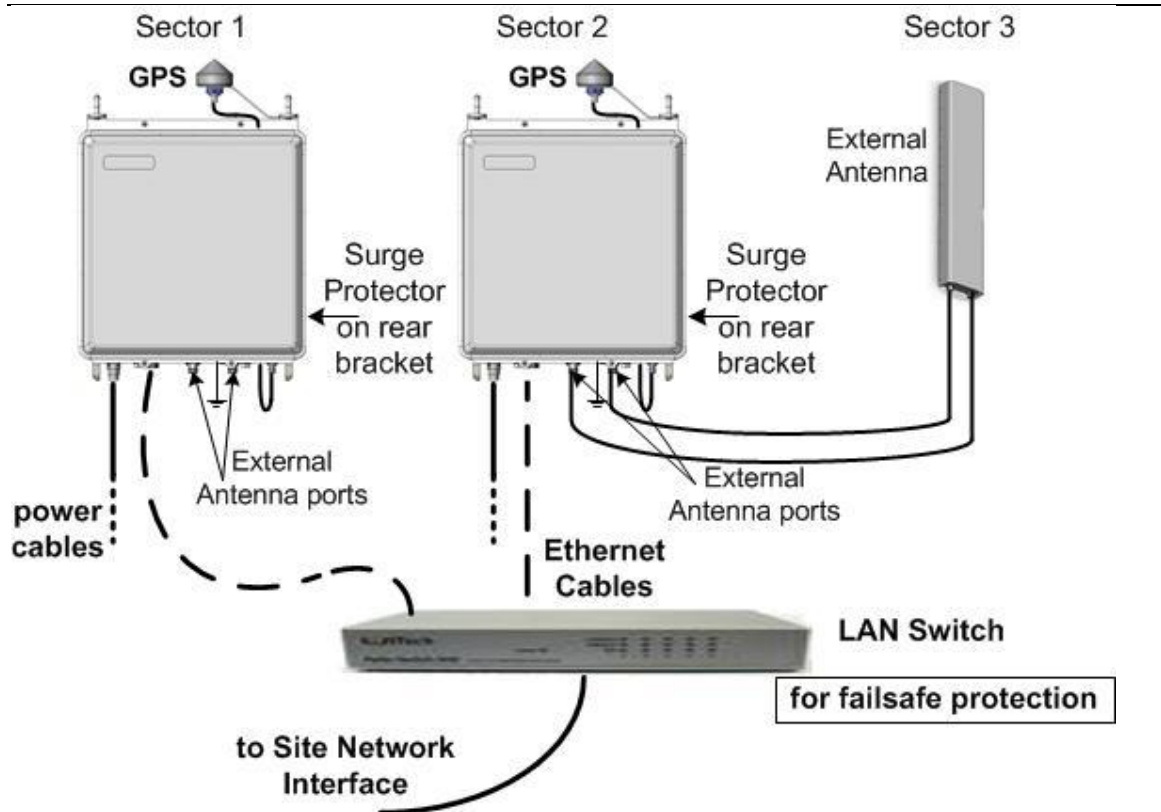 Sector 1
Sector 2
Sector 3
GPS
GPS
External
Antenna
Surge
Protector
on rear
bracket
Surge
Protector
on rear
bracket
External
Antenna ports
External
Antenna ports
power
cables
Ethernet
Cables
LAN Switch
for failsafe protection
to Site Network
Interface